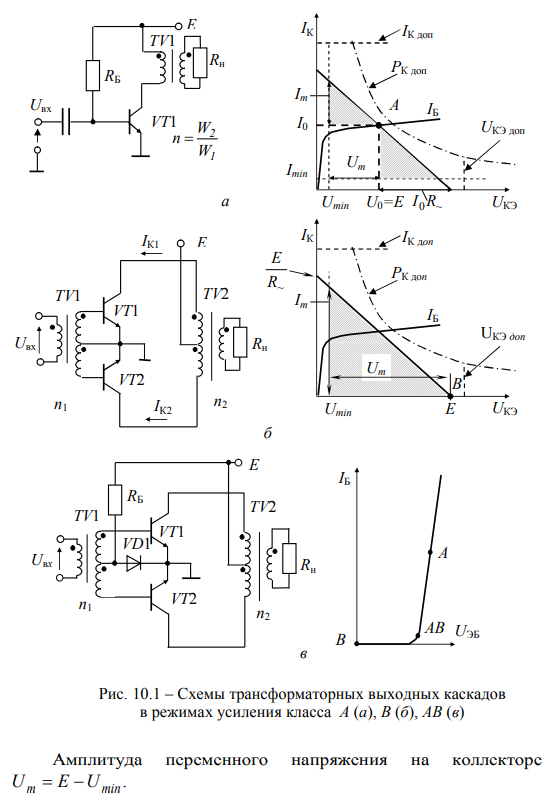 E
TV1
Rн
RБ
Uвх
VT1
n = W2/W1
а
IК
IК доп
PК доп
Im
A
IБ
I0
UКЭ доп
Um
Imin
Umin
U0=E
I0R~
UКЭ
IК1
E
TV1
VT1
TV2
Uвх
Rн
VT2
n1
IК2
n2
б
IК
IК доп
E/R~
PК доп
Im
IБ
UКЭ доп
Um
B
Umin
E
UКЭ
E
RБ
TV1
TV2
VD1
VT1
Uвх
Rн
VT2
n1
n2
в
IБ
A
B
AB
UЭБ
Рис. 10.1 – Схемы трансформаторных выходных каскадов
в режимах усиления класса A (а), B (б), AB (в)
Амплитуда переменного напряжения на коллекторе
Um = E – Umin.